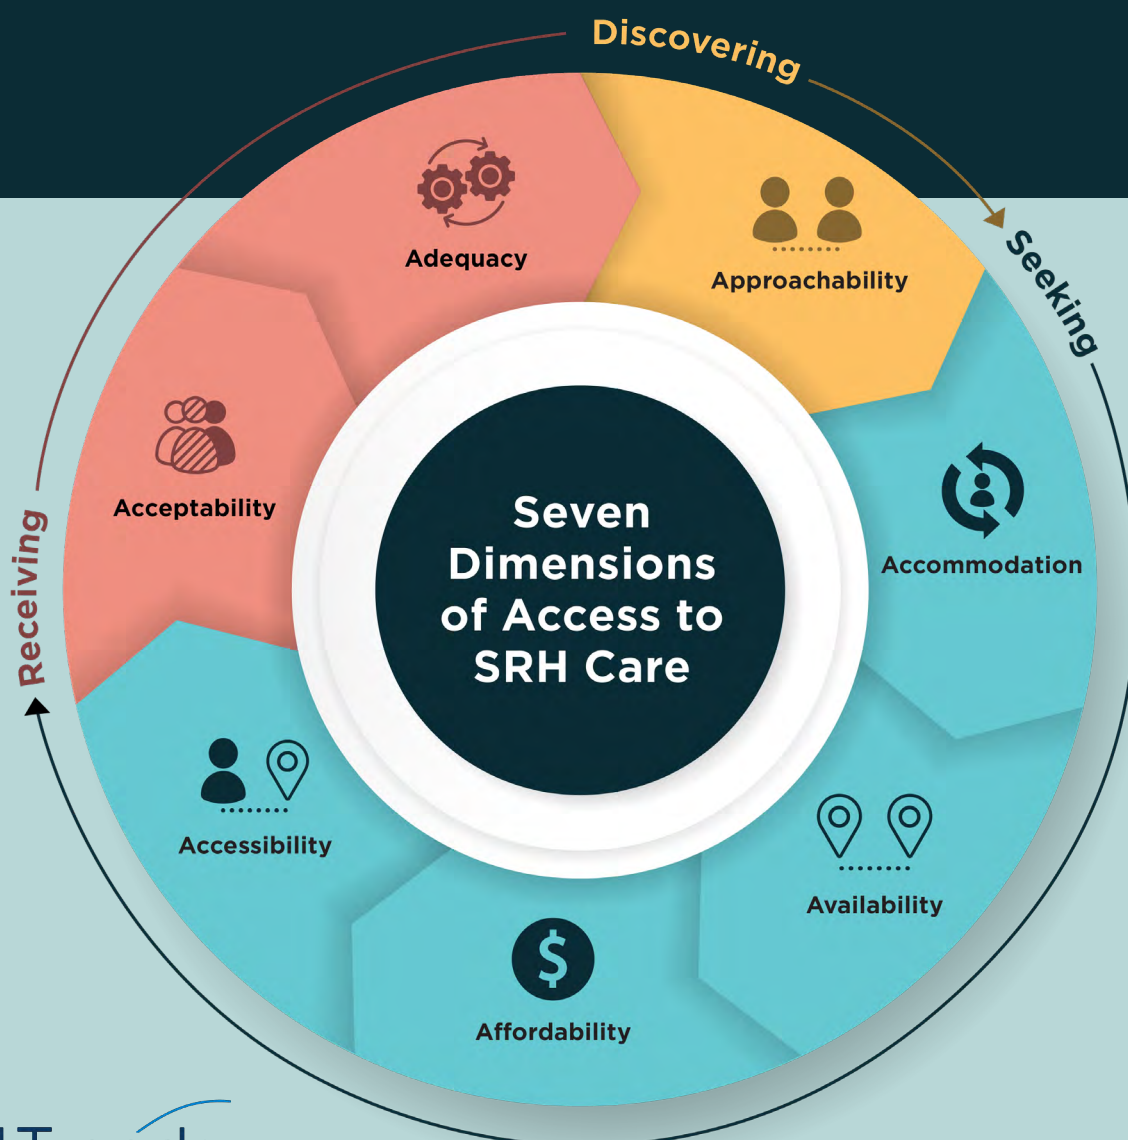 Discovering
Seeking
Adequacy
Approachability
Acceptability
Receiving
Seven
Dimensions
of Access to
SRH Care
Accommodation
Accessibility
Availability
$
Affordability